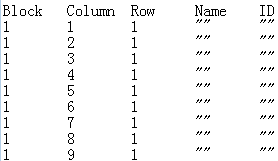 Block Column Row Name ID
1 1 1 "" ""
1 2 1 "" ""
1 3 1 "" ""
1 4 1 "" ""
1 5 1 "" ""
1 6 1 "" ""
1 7 1 "" ""
1 8 1 "" ""
1 9 1 "" ""